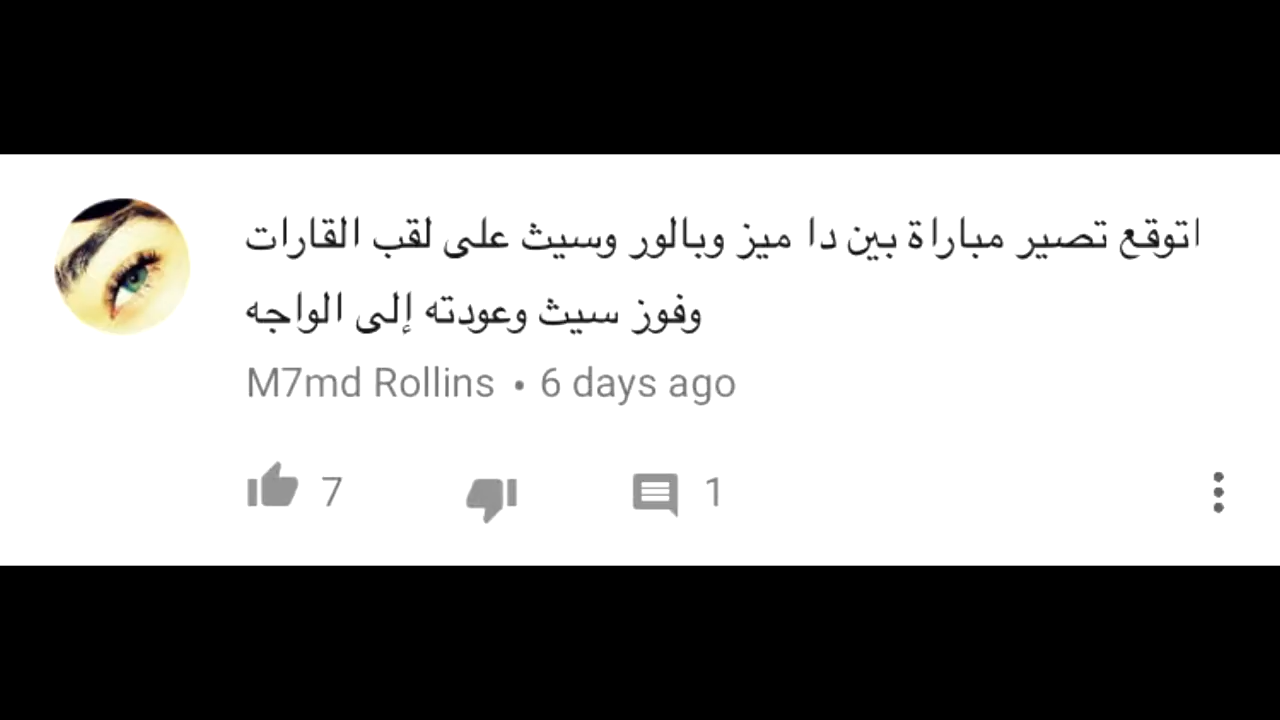 اتوقع تصير مباراة بين دا ميز وبالور وسيث على لقب القارات
وفوز سيث وعودته إلى الواجه
M7md Rollins • 6 days ago
7 1